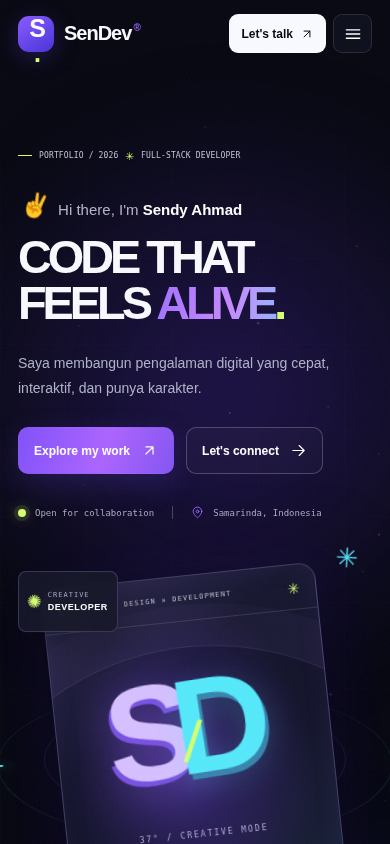 S
SenDev®
Let's talk
PORTFOLIO / 2026 ✳ FULL-STACK DEVELOPER
Hi there, I'm Sendy Ahmad
CODE THAT
FEELS ALIVE.
Saya membangun pengalaman digital yang cepat,
interaktif, dan punya karakter.
Explore my work
Let's connect
Open for collaboration
Samarinda, Indonesia
CREATIVE
DEVELOPER
DESIGN × DEVELOPMENT
S/D
37° / CREATIVE MODE